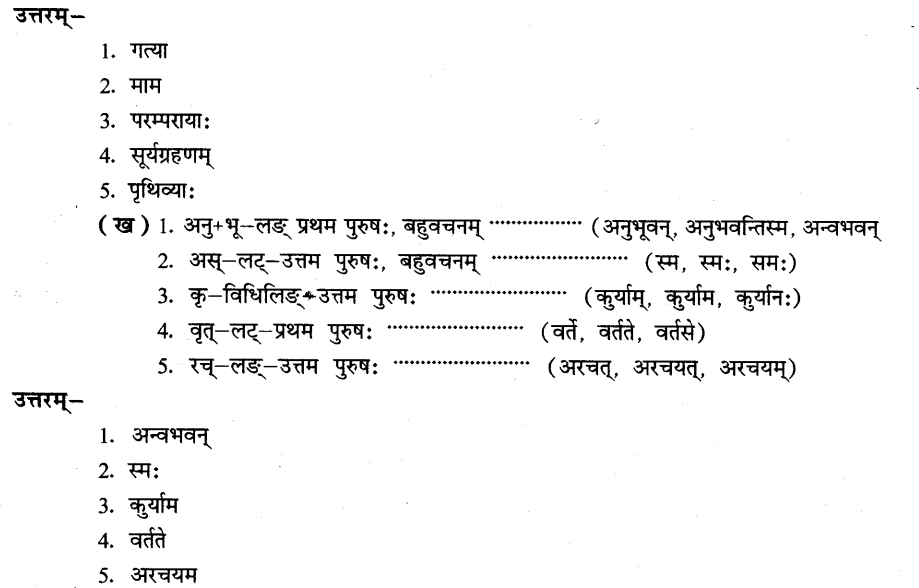 उत्तरम्–
1. गत्या
2. माम
3. परम्परायाः
4. सूर्यग्रहणम्
5. पृथिव्याः
( ख ) 1. अनु+भू–लङ् प्रथम पुरुषः, बहुवचनम् ................ (अनुभूवन्, अनुभवन्तिस्म, अन्वभवन्
2. अस्–लट्–उत्तम पुरुषः, बहुवचनम् ........................ (स्म, स्मः, समः)
3. कृ–विधिलिङ्+उत्तम पुरुषः ........................ (कुर्याम्, कुर्याम, कुर्यानः)
4. वृत्–लट्–प्रथम पुरुषः ........................ (वर्ते, वर्तते, वर्तसे)
5. रच्–लङ्–उत्तम पुरुषः ........................ (अरचत्, अरचयत्, अरचयम्)
उत्तरम्–
1. अन्वभवन्
2. स्मः
3. कुर्याम
4. वर्तते
5. अरचयम